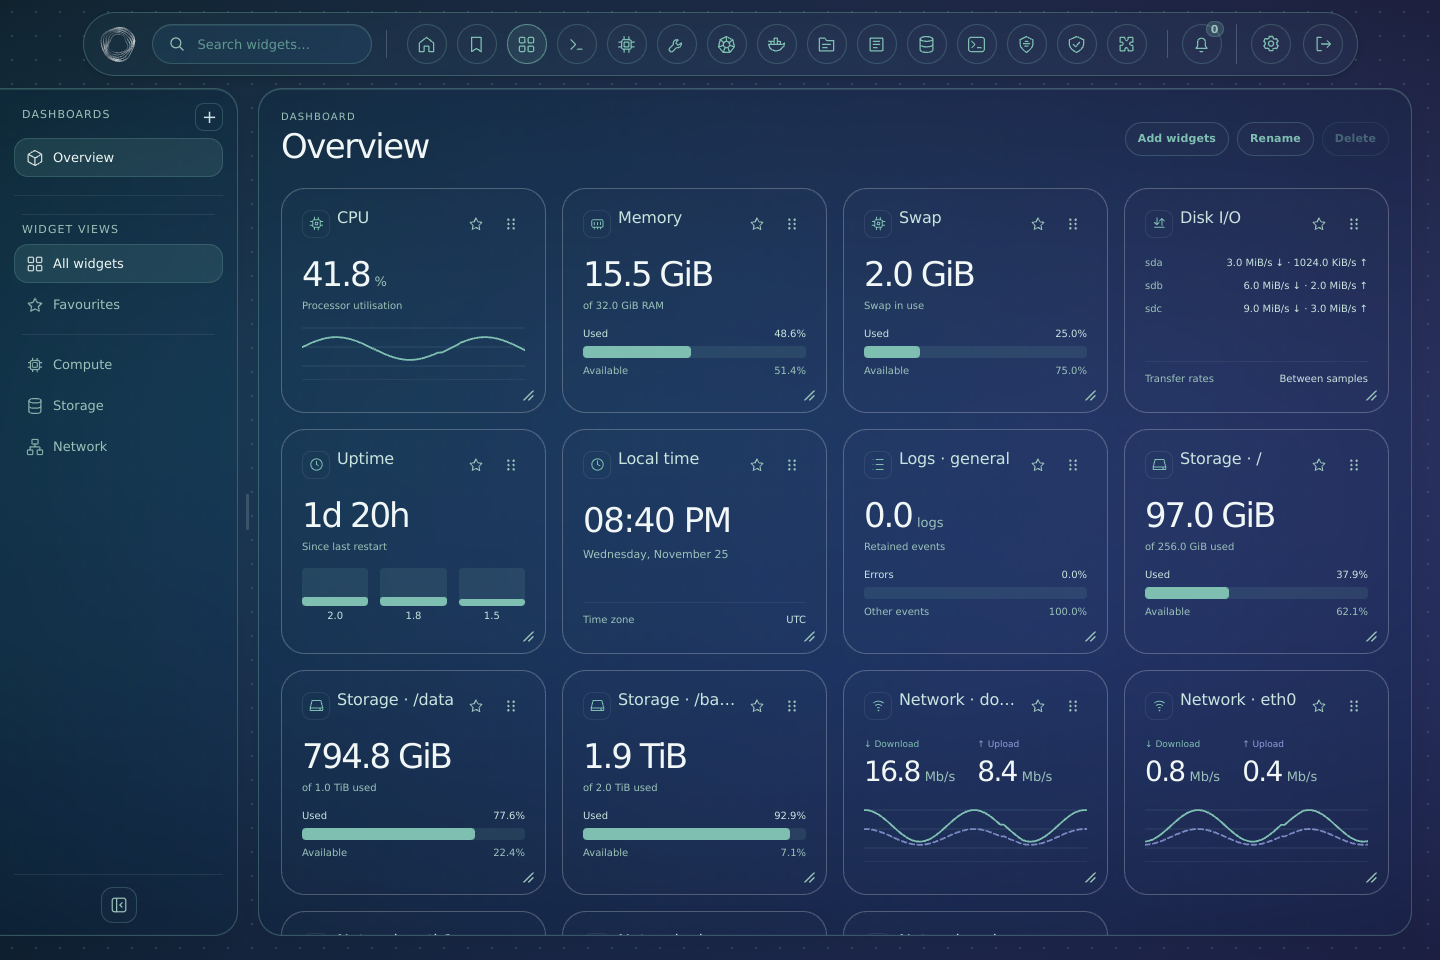 Search widgets...
0
DASHBOARDS
Overview
WIDGET VIEWS
All widgets
Favourites
Compute
Storage
Network
DASHBOARD
Overview
Add widgets
Rename
Delete
CPU
41.8 %
Processor utilisation
Memory
15.5 GiB
of 32.0 GiB RAM
Used 48.6%
Available 51.4%
Swap
2.0 GiB
Swap in use
Used 25.0%
Available 75.0%
Disk I/O
sda 3.0 MiB/s ↓ · 1024.0 KiB/s ↑
sdb 6.0 MiB/s ↓ · 2.0 MiB/s ↑
sdc 9.0 MiB/s ↓ · 3.0 MiB/s ↑
Transfer rates Between samples
Uptime
1d 20h
Since last restart
2.0 1.8 1.5
Local time
08:40 PM
Wednesday, November 25
Time zone UTC
Logs · general
0.0 logs
Retained events
Errors 0.0%
Other events 100.0%
Storage · /
97.0 GiB
of 256.0 GiB used
Used 37.9%
Available 62.1%
Storage · /data
794.8 GiB
of 1.0 TiB used
Used 77.6%
Available 22.4%
Storage · /ba...
1.9 TiB
of 2.0 TiB used
Used 92.9%
Available 7.1%
Network · do...
↓ Download ↑ Upload
16.8 Mb/s 8.4 Mb/s
Network · eth0
↓ Download ↑ Upload
0.8 Mb/s 0.4 Mb/s